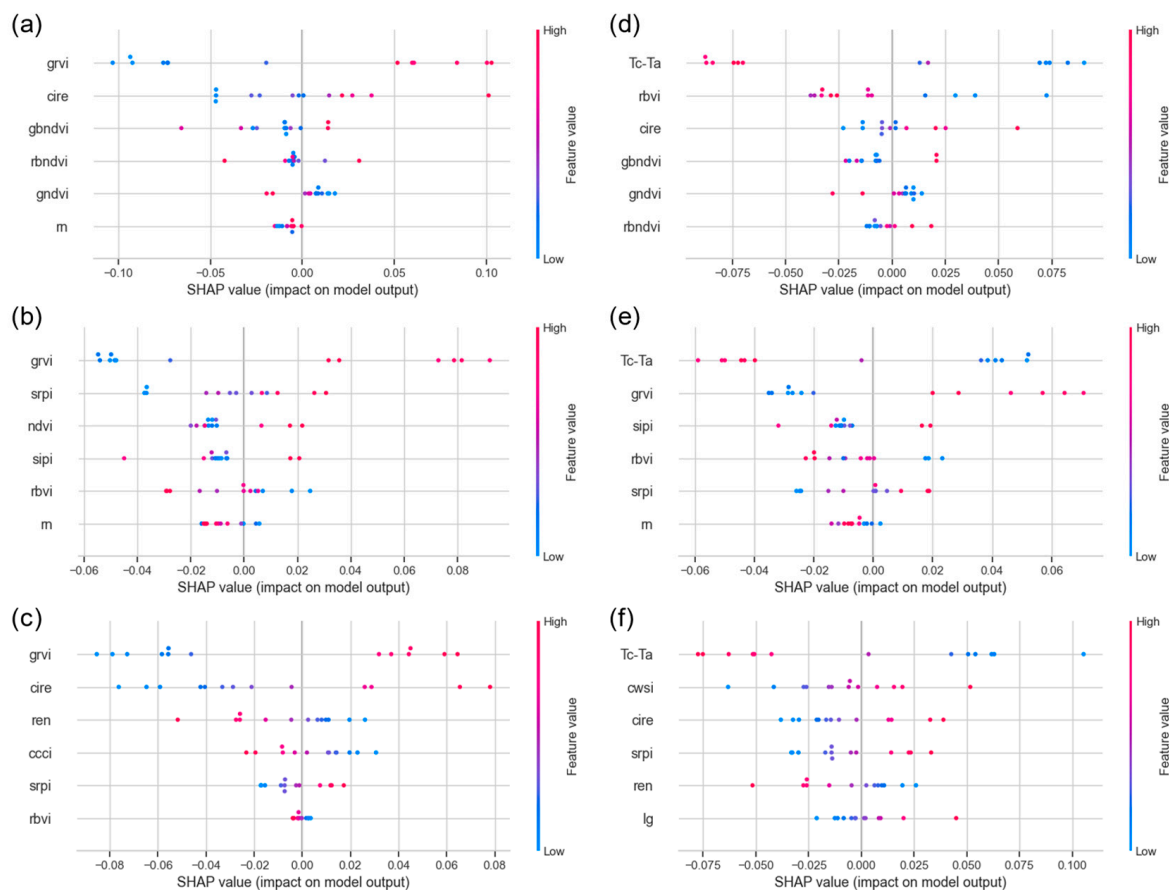 (a)
High
grvi
cire
gbndvi
rbndvi
gndvi
rn
Feature value
Low
−0.10 −0.05 0.00 0.05 0.10
SHAP value (impact on model output)
(d)
High
Tc-Ta
rbvi
cire
gbndvi
gndvi
rbndvi
Feature value
Low
−0.075 −0.050 −0.025 0.000 0.025 0.050 0.075
SHAP value (impact on model output)
(b)
High
grvi
srpi
ndvi
sipi
rbvi
rn
Feature value
Low
−0.06 −0.04 −0.02 0.00 0.02 0.04 0.06 0.08
SHAP value (impact on model output)
(e)
High
Tc-Ta
grvi
sipi
rbvi
srpi
rn
Feature value
Low
−0.06 −0.04 −0.02 0.00 0.02 0.04 0.06
SHAP value (impact on model output)
(c)
High
grvi
cire
ren
ccci
srpi
rbvi
Feature value
Low
−0.08 −0.06 −0.04 −0.02 0.00 0.02 0.04 0.06 0.08
SHAP value (impact on model output)
(f)
High
Tc-Ta
cwsi
cire
srpi
ren
lg
Feature value
Low
−0.075 −0.050 −0.025 0.000 0.025 0.050 0.075 0.100
SHAP value (impact on model output)